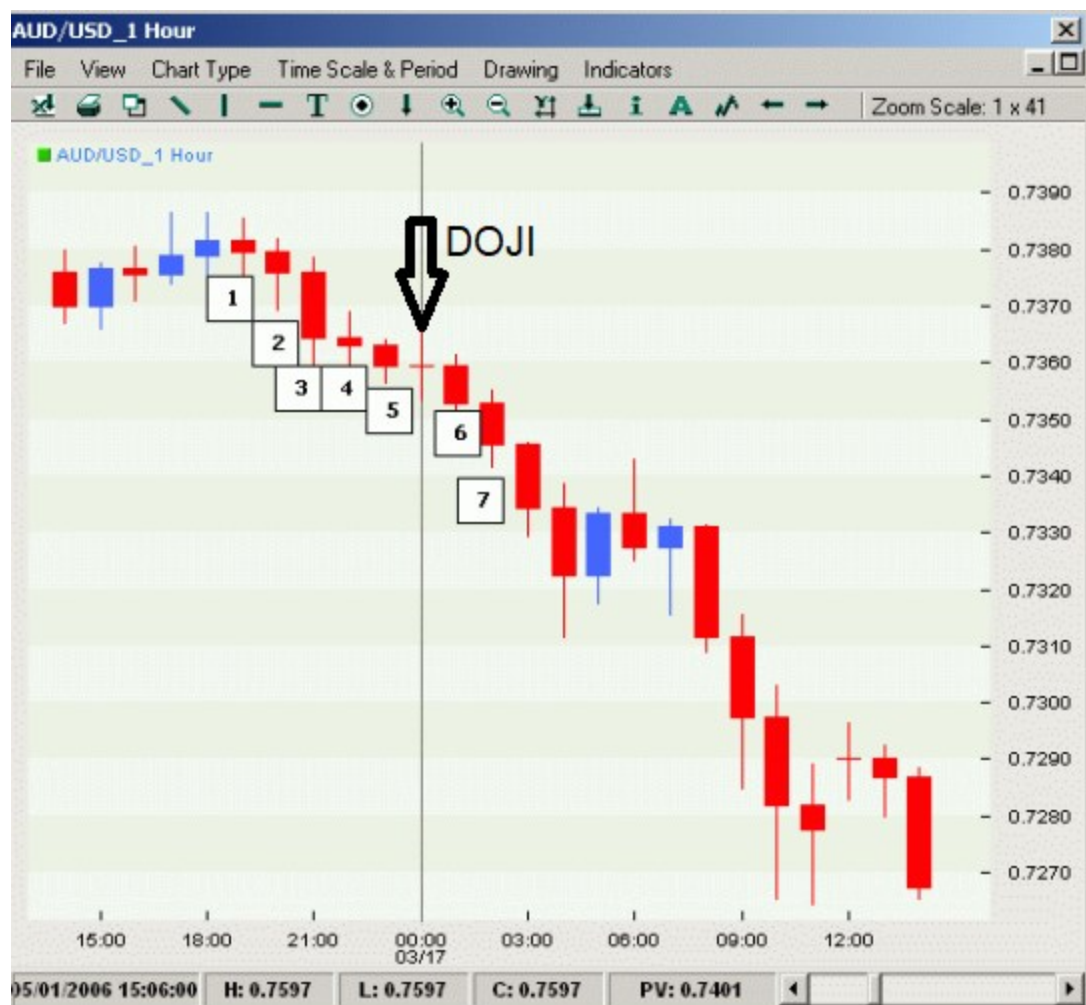 AUD/USD_1 Hour
File View Chart Type Time Scale & Period Drawing Indicators
T i A Zoom Scale: 1 x 41
AUD/USD_1 Hour
DOJI
0.7390
0.7380
0.7370
0.7360
0.7350
0.7340
0.7330
0.7320
0.7310
0.7300
0.7290
0.7280
0.7270
1
2
3 4
5
6
7
15:00 18:00 21:00 00:00 03:00 06:00 09:00 12:00
03/17
05/01/2006 15:06:00 H: 0.7597 L: 0.7597 C: 0.7597 PV: 0.7401